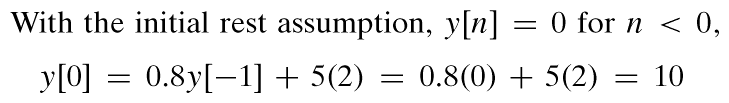 With the initial rest assumption, y[n] = 0 for n < 0,
y[0] = 0.8y[−1] + 5(2) = 0.8(0) + 5(2) = 10